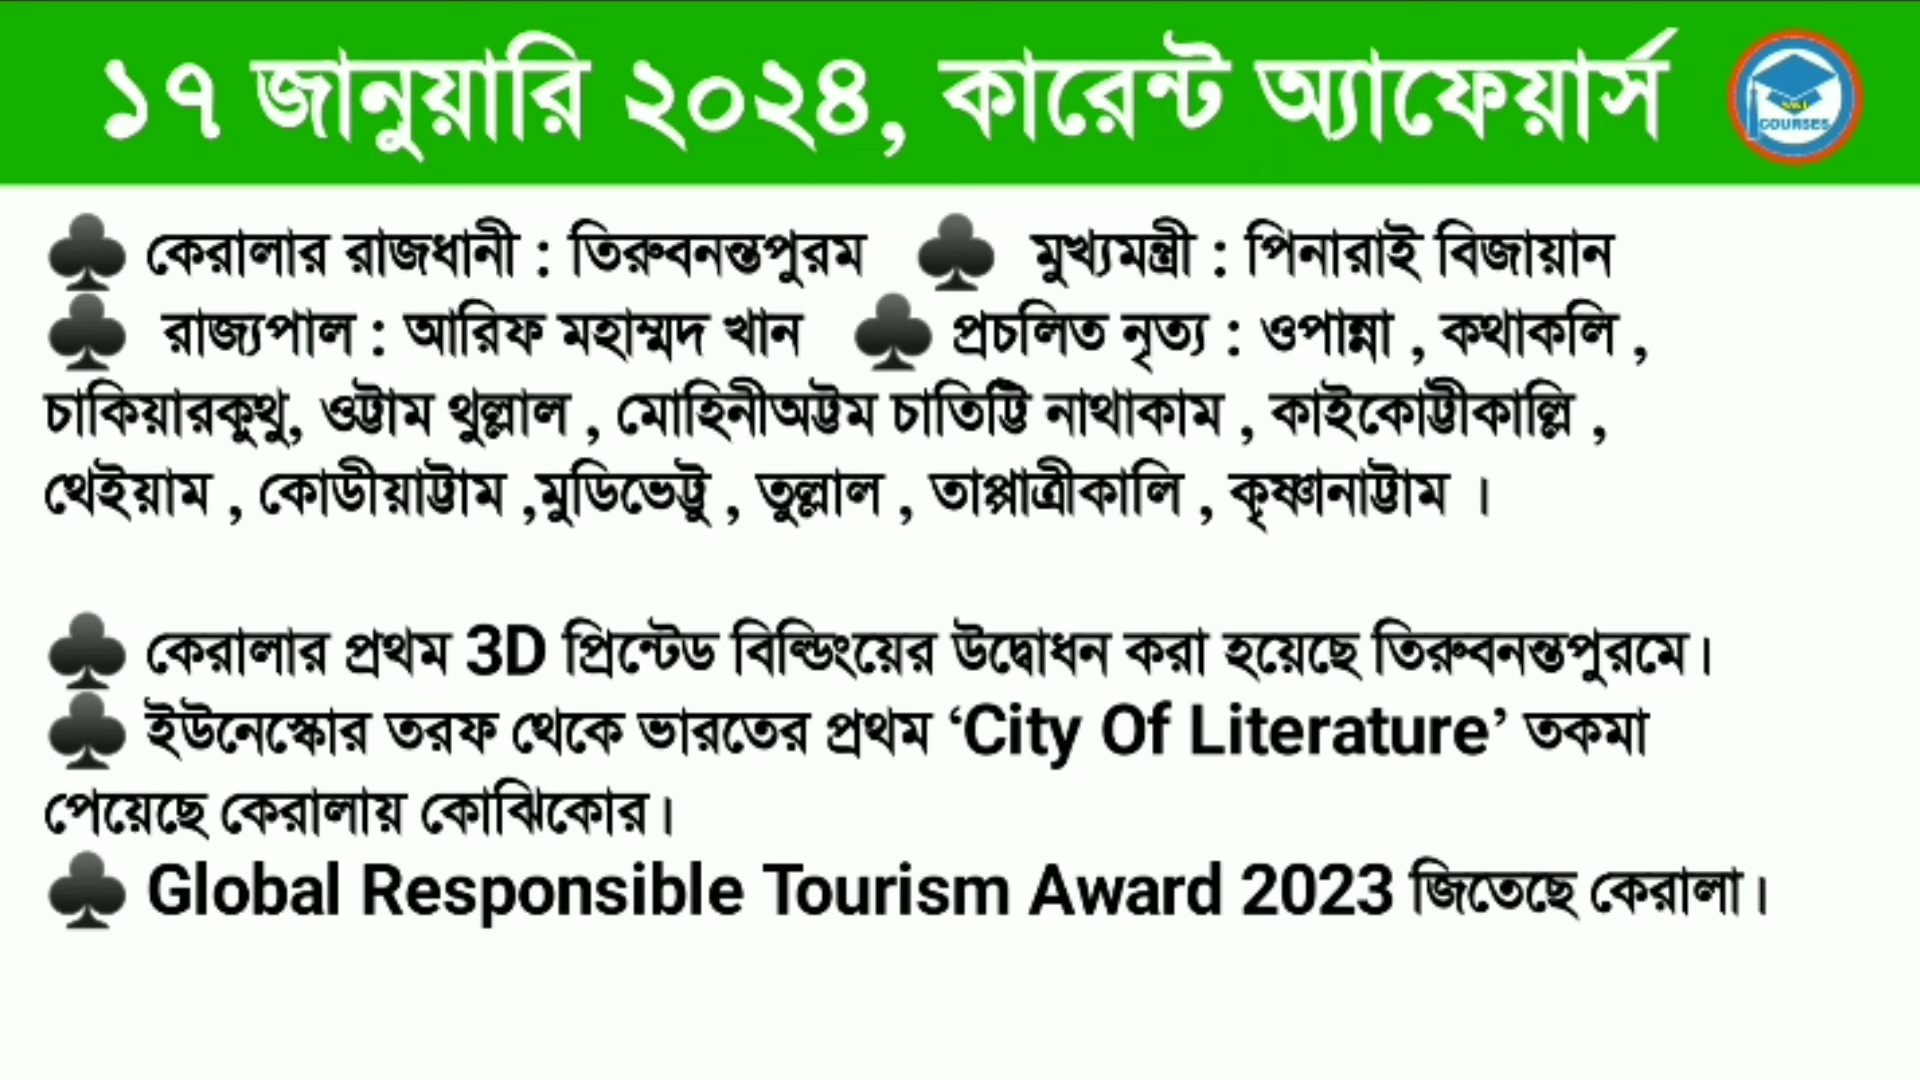 ১৭ জানুয়ারি ২০২৪, কারেন্ট অ্যাফেয়ার্স
COURSES
♣ কেরালার রাজধানী : তিরুবনন্তপুরম ♣ মুখ্যমন্ত্রী : পিনারাই বিজায়ান
♣ রাজ্যপাল : আরিফ মহাম্মদ খান ♣ প্রচলিত নৃত্য : ওপান্না , কথাকলি ,
চাকিয়ারকুথু, ওট্টাম থুল্লাল , মোহিনীঅট্টম চাতিট্টি নাথাকাম , কাইকোট্টীকাল্লি ,
থেইয়াম , কোডীয়াট্টাম ,মুডিভেট্টু , তুল্লাল , তাপ্পাত্রীকালি , কৃষ্ণানাট্টাম ।
♣ কেরালার প্রথম 3D প্রিন্টেড বিল্ডিংয়ের উদ্বোধন করা হয়েছে তিরুবনন্তপুরমে।
♣ ইউনেস্কোর তরফ থেকে ভারতের প্রথম ‘City Of Literature’ তকমা
পেয়েছে কেরালায় কোঝিকোর।
♣ Global Responsible Tourism Award 2023 জিতেছে কেরালা।